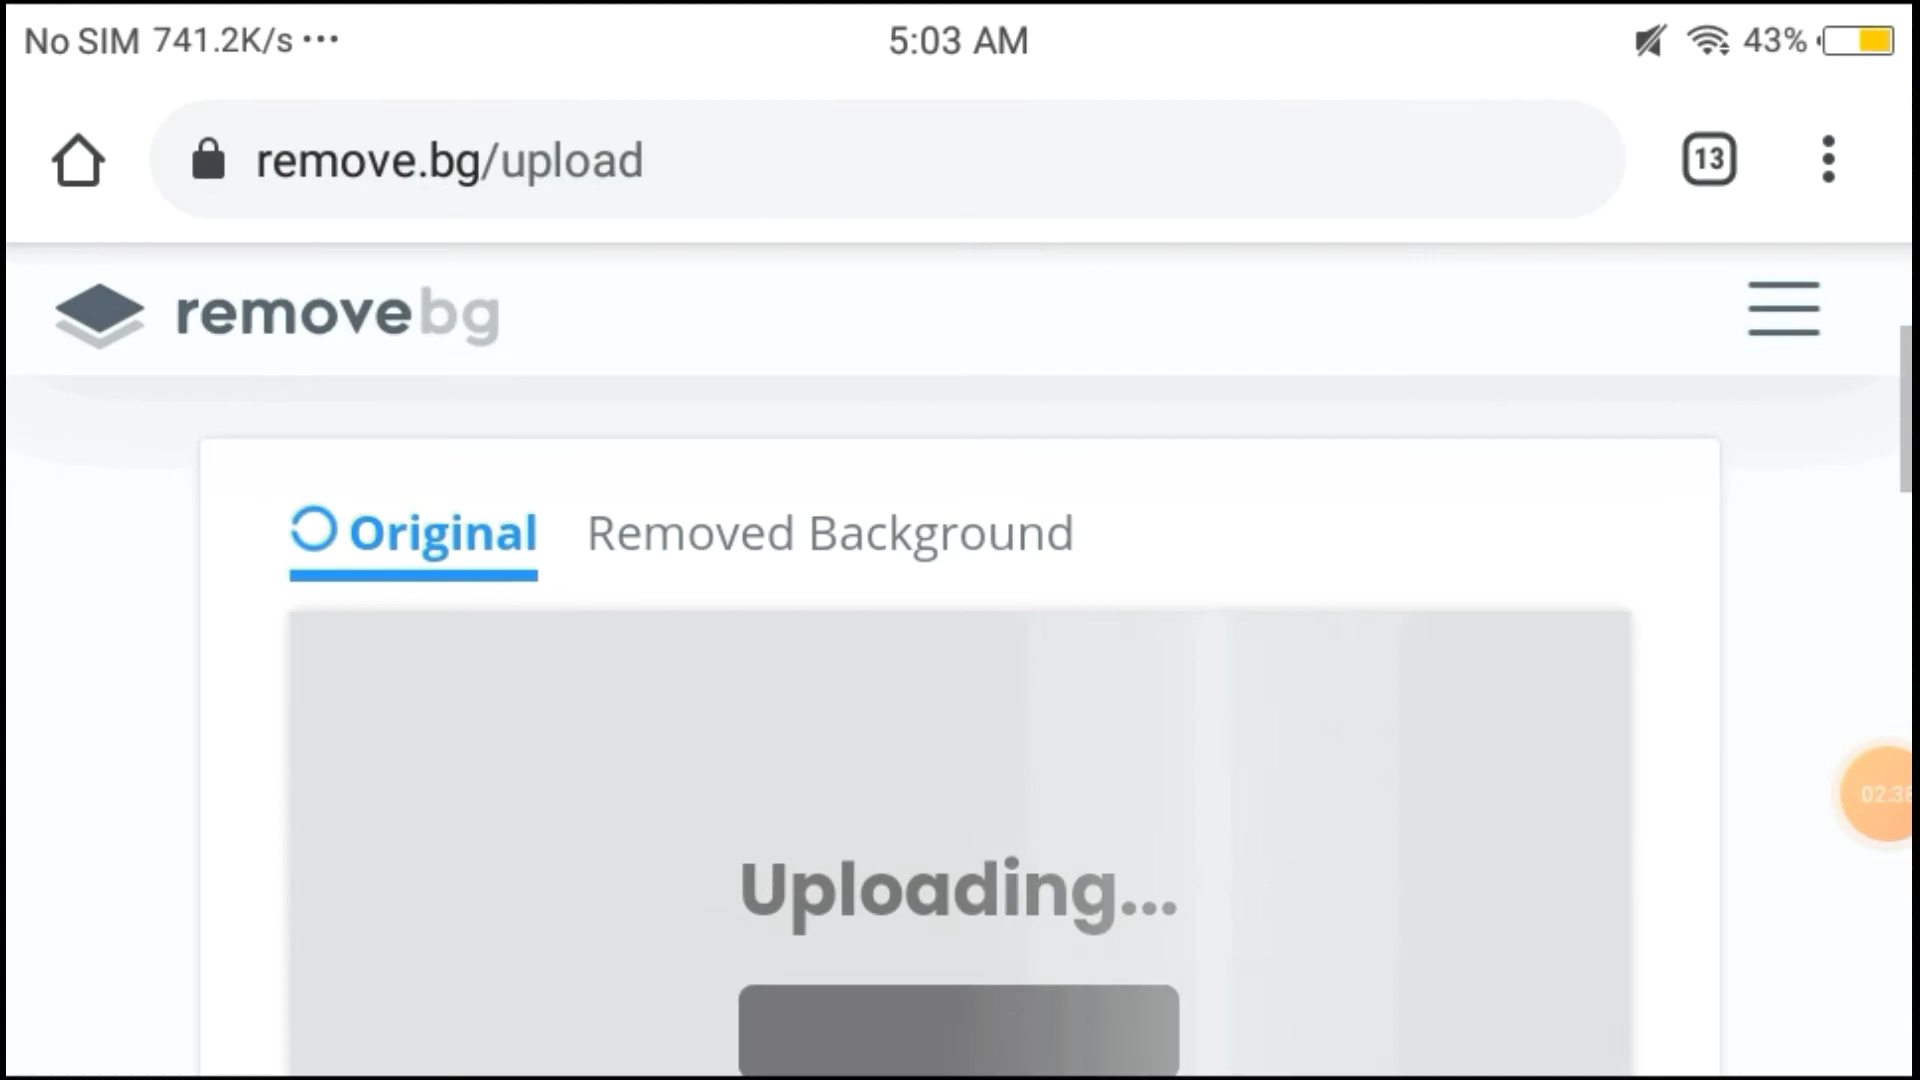 No SIM 741.2K/s ··· 5:03 AM 43%
remove.bg/upload 13
removebg
Original Removed Background
Uploading...